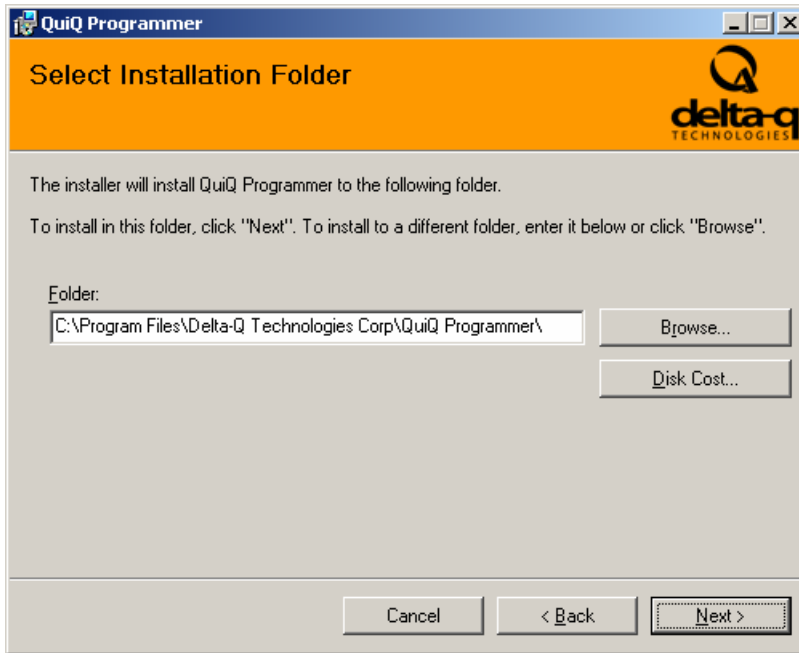 QuiQ Programmer
Select Installation Folder
delta-q
TECHNOLOGIES
The installer will install QuiQ Programmer to the following folder.
To install in this folder, click "Next". To install to a different folder, enter it below or click "Browse".
Folder:
C:\Program Files\Delta-Q Technologies Corp\QuiQ Programmer\
Browse...
Disk Cost...
Cancel
< Back
Next >